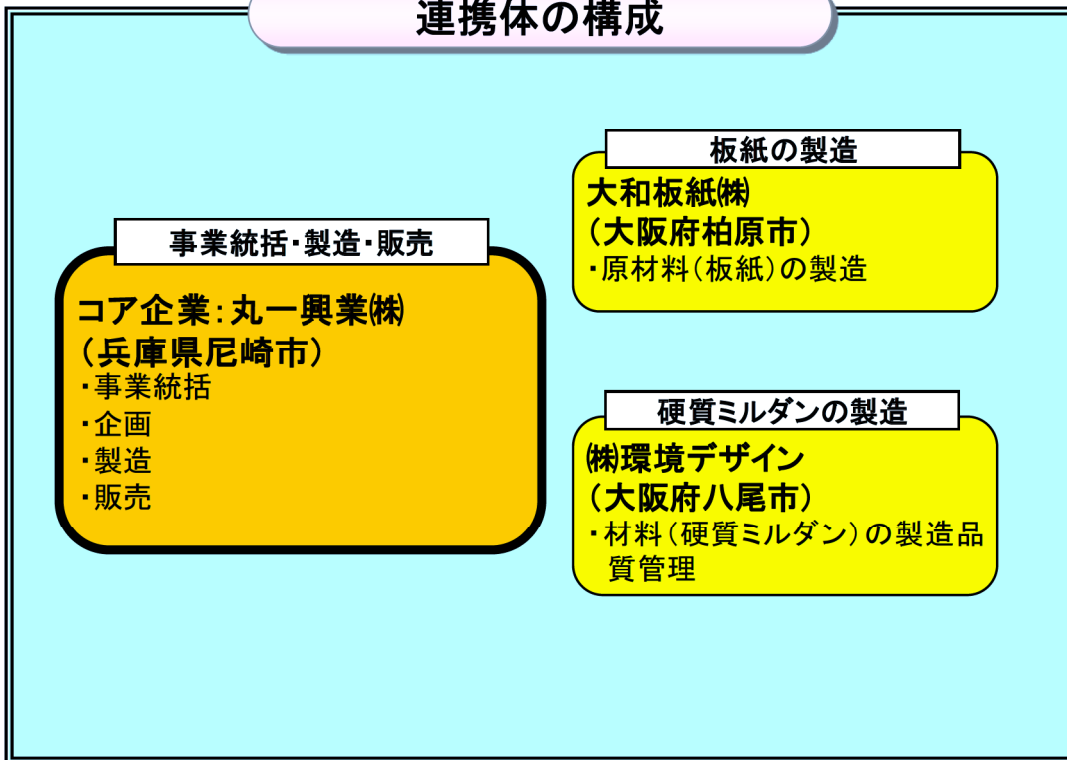 連携体の構成
事業統括・製造・販売
コア企業：丸一興業㈱
（兵庫県尼崎市）
・事業統括
・企画
・製造
・販売
板紙の製造
大和板紙㈱
（大阪府柏原市）
・原材料（板紙）の製造
硬質ミルダンの製造
㈱環境デザイン
（大阪府八尾市）
・材料（硬質ミルダン）の製造品
質管理